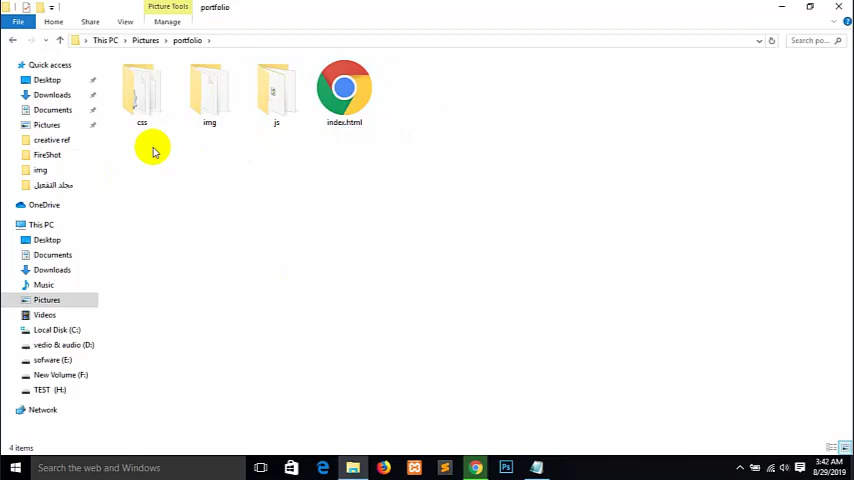 Picture Tools
portfolio
File
Home
Share
View
Manage
This PC
Pictures
portfolio
Search po...
Quick access
Desktop
Downloads
Documents
Pictures
creative ref
FireShot
img
مجلد التفعيل
OneDrive
This PC
Desktop
Documents
Downloads
Music
Pictures
Videos
Local Disk (C:)
vedio & audio (D:)
sofware (E:)
New Volume (F:)
TEST (H:)
Network
css
img
js
index.html
4 items
Search the web and Windows
Ps
3:42 AM
8/29/2019